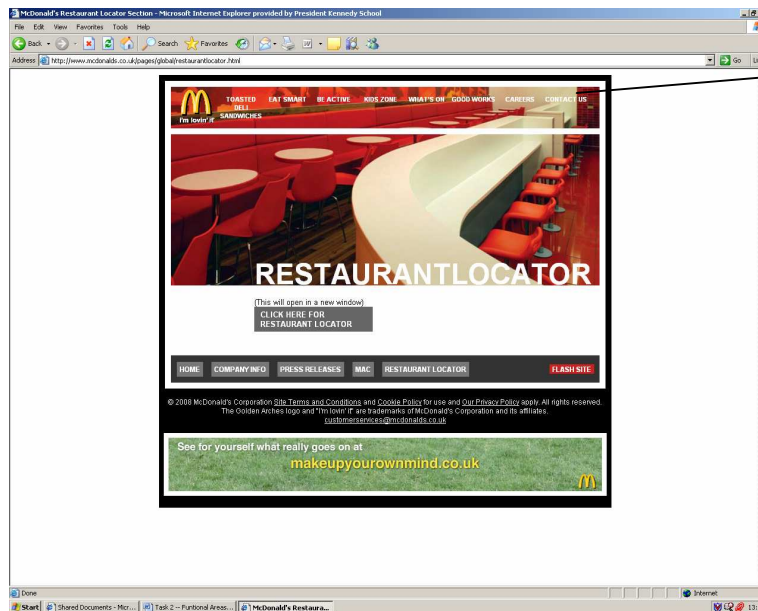 McDonald's Restaurant Locator Section - Microsoft Internet Explorer provided by President Kennedy School
File Edit View Favorites Tools Help
Back Search Favorites
Address http://www.mcdonalds.co.uk/pages/global/restaurantlocator.html Go
TOASTED DELI SANDWICHES EAT SMART BE ACTIVE KIDS ZONE WHAT'S ON GOOD WORKS CAREERS CONTACT US
i'm lovin' it
RESTAURANTLOCATOR
(This will open in a new window)
CLICK HERE FOR
RESTAURANT LOCATOR
HOME COMPANY INFO PRESS RELEASES MAC RESTAURANT LOCATOR FLASH SITE
© 2008 McDonald's Corporation Site Terms and Conditions and Cookie Policy for use and Our Privacy Policy apply. All rights reserved.
The Golden Arches logo and "I'm lovin' it" are trademarks of McDonald's Corporation and its affiliates.
customerservices@mcdonalds.co.uk
See for yourself what really goes on at
makeupyourownmind.co.uk
Done Internet
Start Shared Documents - Micr... Task 2 -- Funtional Areas... McDonald's Restaura...